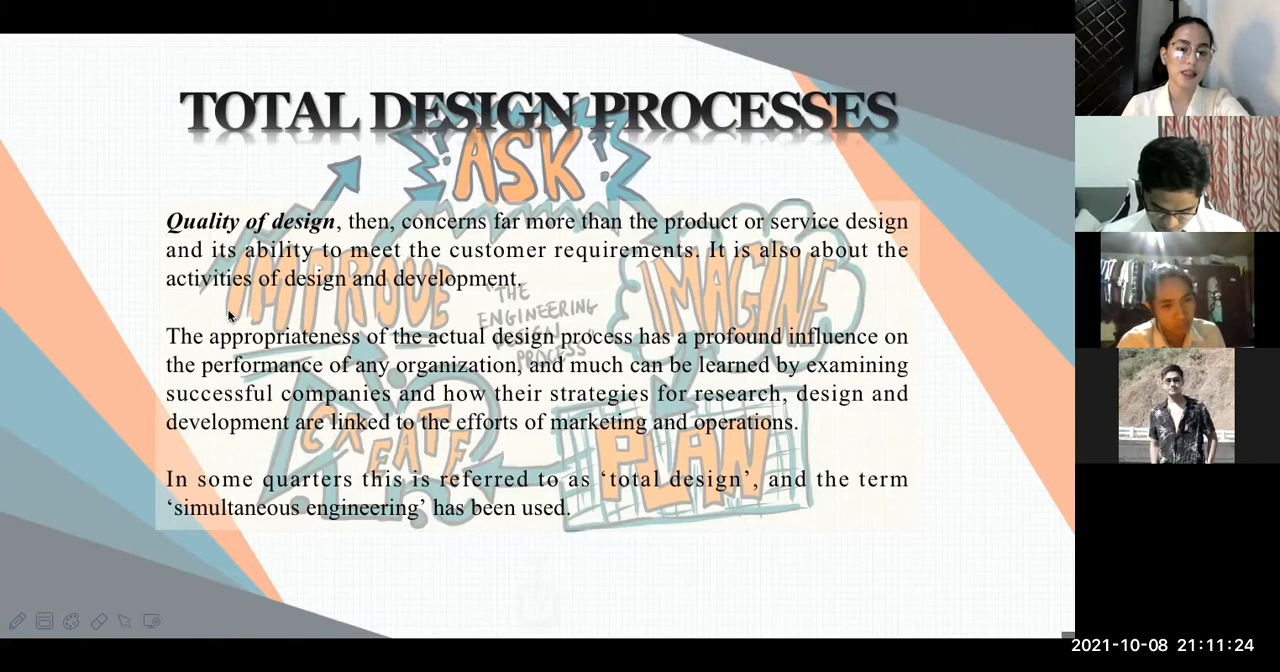 TOTAL DESIGN PROCESSES
ASK
Quality of design, then, concerns far more than the product or service design
and its ability to meet the customer requirements. It is also about the
activities of design and development.
IMPROVE
IMAGINE
"THE
ENGINEERING
DESIGN
PROCESS"
The appropriateness of the actual design process has a profound influence on
the performance of any organization, and much can be learned by examining
successful companies and how their strategies for research, design and
development are linked to the efforts of marketing and operations.
CREATE
PLAN
In some quarters this is referred to as ‘total design’, and the term
‘simultaneous engineering’ has been used.
2021-10-08 21:11:24